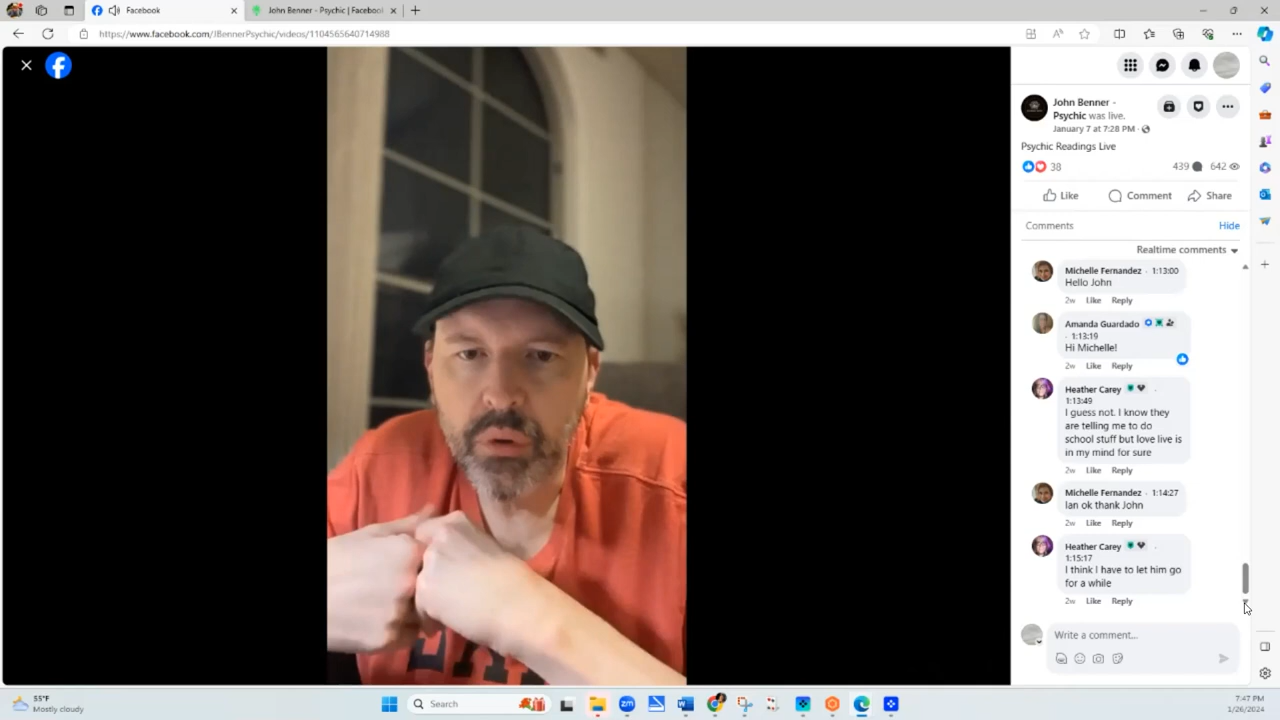 Facebook
John Benner - Psychic | Facebook
https://www.facebook.com/JBennerPsychic/videos/1104565640714988
John Benner -
Psychic was live.
January 7 at 7:28 PM ·
Psychic Readings Live
38
439
642
Like
Comment
Share
Comments
Hide
Realtime comments
Michelle Fernandez · 1:13:00
Hello John
2w Like Reply
Amanda Guardado
· 1:13:19
Hi Michelle!
2w Like Reply
Heather Carey ·
1:13:49
I guess not. I know they
are telling me to do
school stuff but love live is
in my mind for sure
2w Like Reply
Michelle Fernandez · 1:14:27
Ian ok thank John
2w Like Reply
Heather Carey ·
1:15:17
I think I have to let him go
for a while
2w Like Reply
Write a comment...
55°F
Mostly cloudy
Search
7:47 PM
1/26/2024